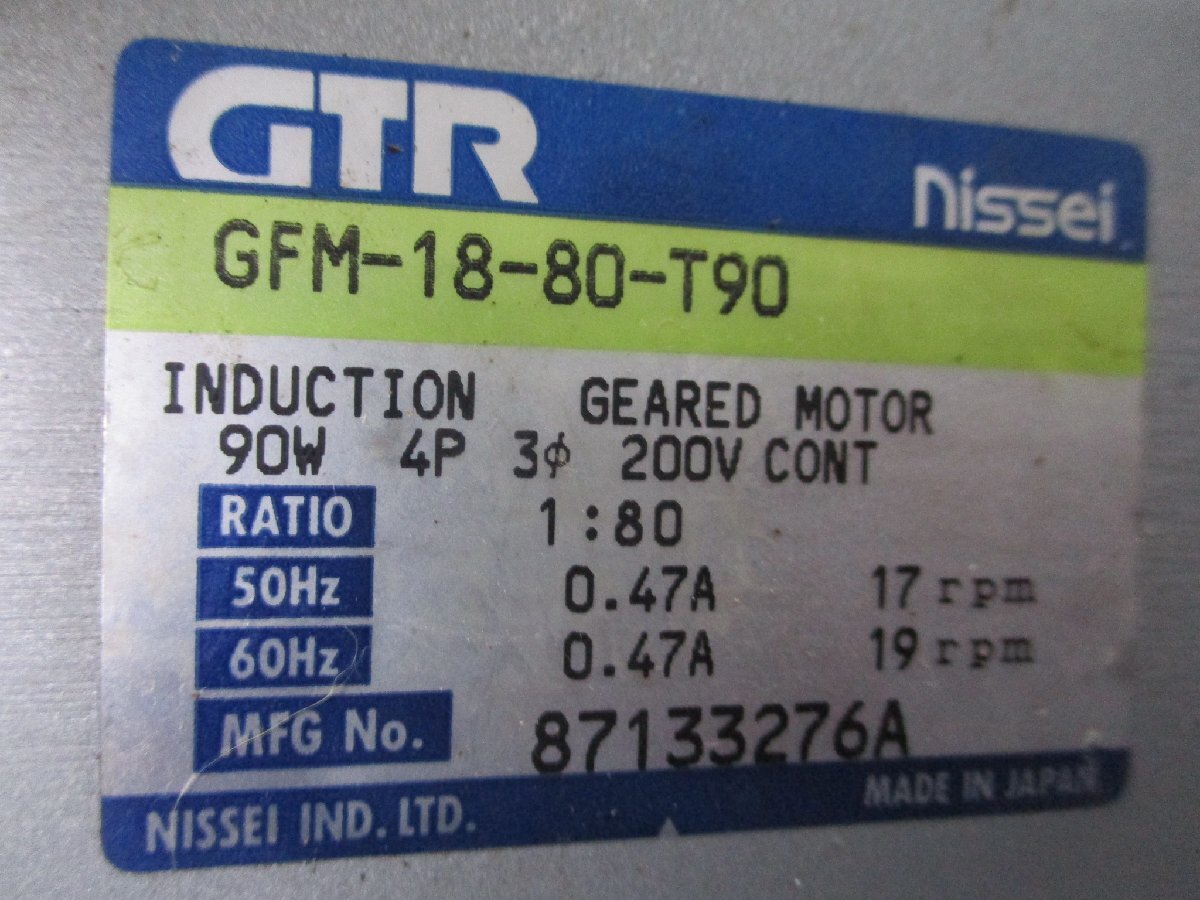 GTR
nissei
GFM-18-80-T90
INDUCTION GEARED MOTOR
90W 4P 3ϕ 200V CONT
RATIO 1:80
50Hz 0.47A 17 rpm
60Hz 0.47A 19 rpm
MFG No. 87133276A
NISSEI IND. LTD. MADE IN JAPAN